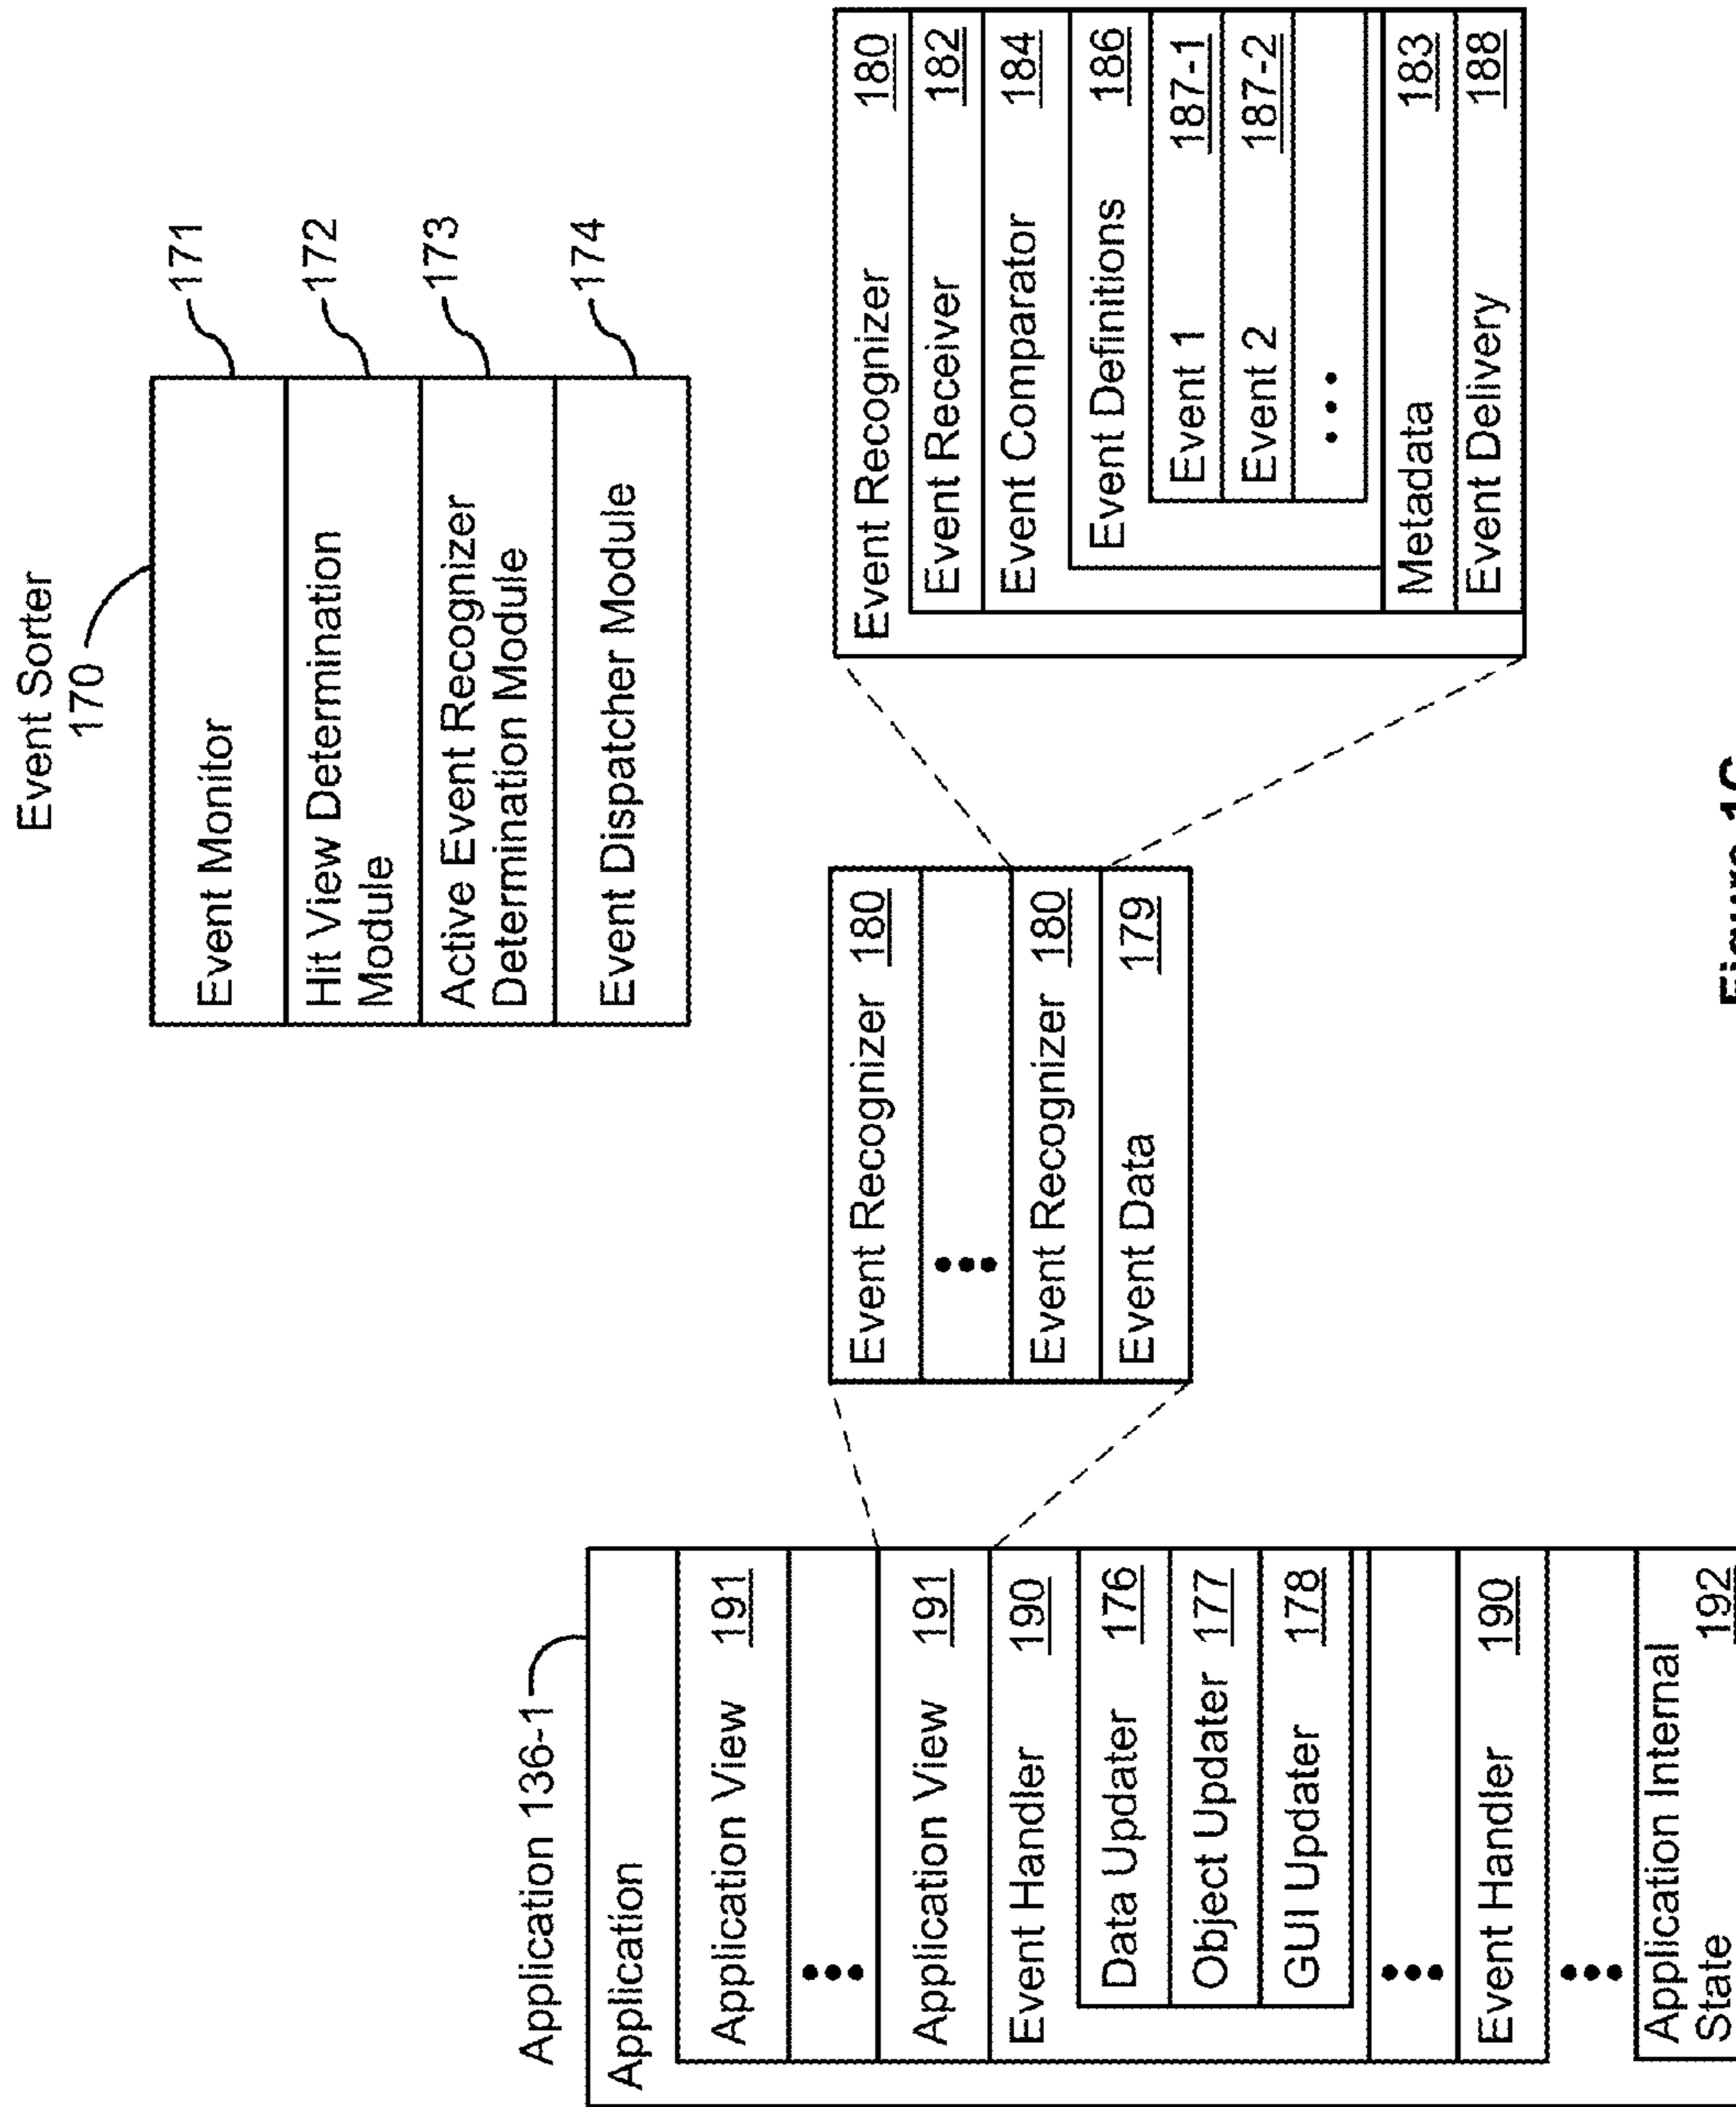 Event Sorter
170
Event Monitor
171
Hit View Determination
Module
172
Active Event Recognizer
Determination Module
173
Event Dispatcher Module
174
Application 136-1
Application
Application View 191
•••
Application View 191
Event Handler 190
Data Updater 176
Object Updater 177
GUI Updater 178
•••
Event Handler 190
•••
Application Internal
State 192
Event Recognizer 180
•••
Event Recognizer 180
Event Data 179
Event Recognizer 180
Event Receiver 182
Event Comparator 184
Event Definitions 186
Event 1 187-1
Event 2 187-2
•••
Metadata 183
Event Delivery 188